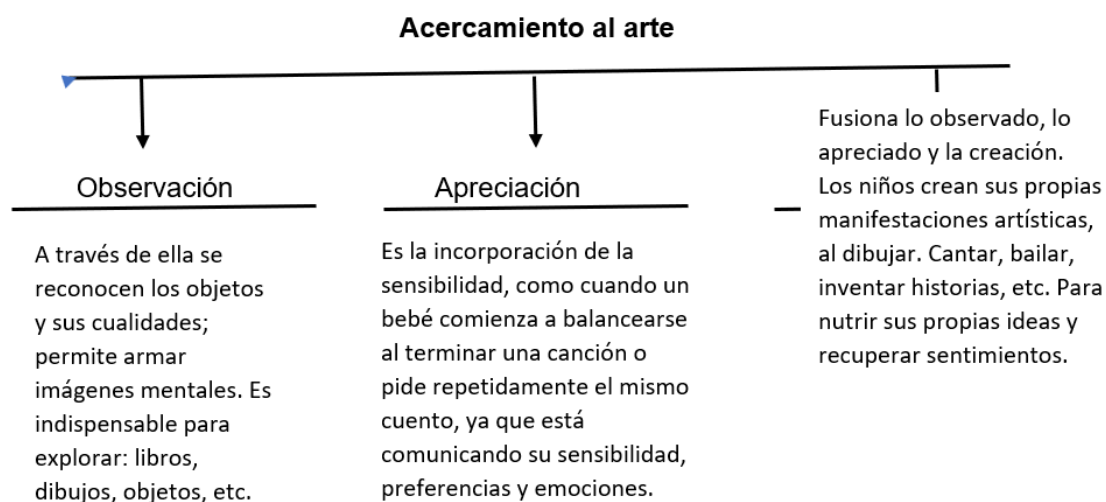 Acercamiento al arte
Observación
A través de ella se
reconocen los objetos
y sus cualidades;
permite armar
imágenes mentales. Es
indispensable para
explorar: libros,
dibujos, objetos, etc.
Apreciación
Es la incorporación de la
sensibilidad, como cuando un
bebé comienza a balancearse
al terminar una canción o
pide repetidamente el mismo
cuento, ya que está
comunicando su sensibilidad,
preferencias y emociones.
Fusiona lo observado, lo
apreciado y la creación.
Los niños crean sus propias
manifestaciones artísticas,
al dibujar. Cantar, bailar,
inventar historias, etc. Para
nutrir sus propias ideas y
recuperar sentimientos.